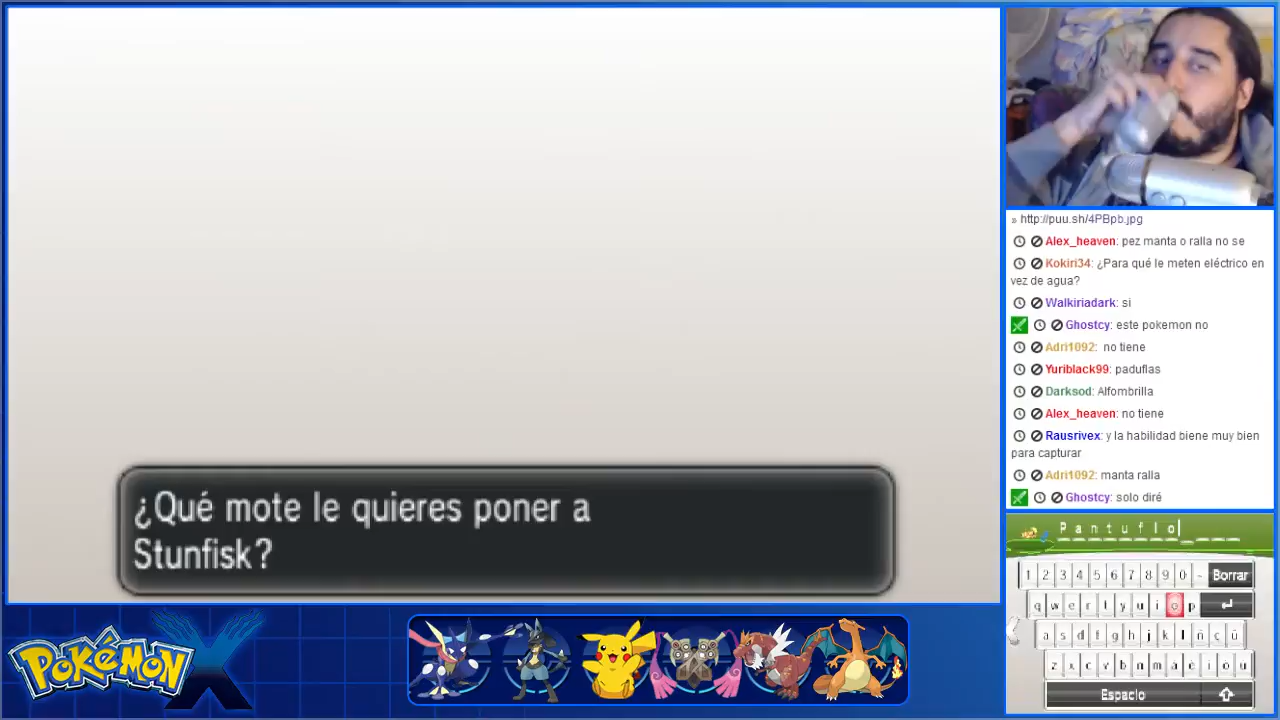 ¿Qué mote le quieres poner a
Stunfisk?
» http://puu.sh/4PBpb.jpg
Alex_heaven: pez manta o ralla no se
Kokiri34: ¿Para qué le meten eléctrico en
vez de agua?
Walkiriadark: si
Ghostcy: este pokemon no
Adri1092: no tiene
Yuriblack99: paduflas
Darksod: Alfombrilla
Alex_heaven: no tiene
Rausrivex: y la habilidad biene muy bien
para capturar
Adri1092: manta ralla
Ghostcy: solo diré
Pantuflo
1 2 3 4 5 6 7 8 9 0 - Borrar
q w e r t y u i o p
a s d f g h j k l ñ ç ü
z x c v b n m á é í ó ú
Espacio
POKéMON X